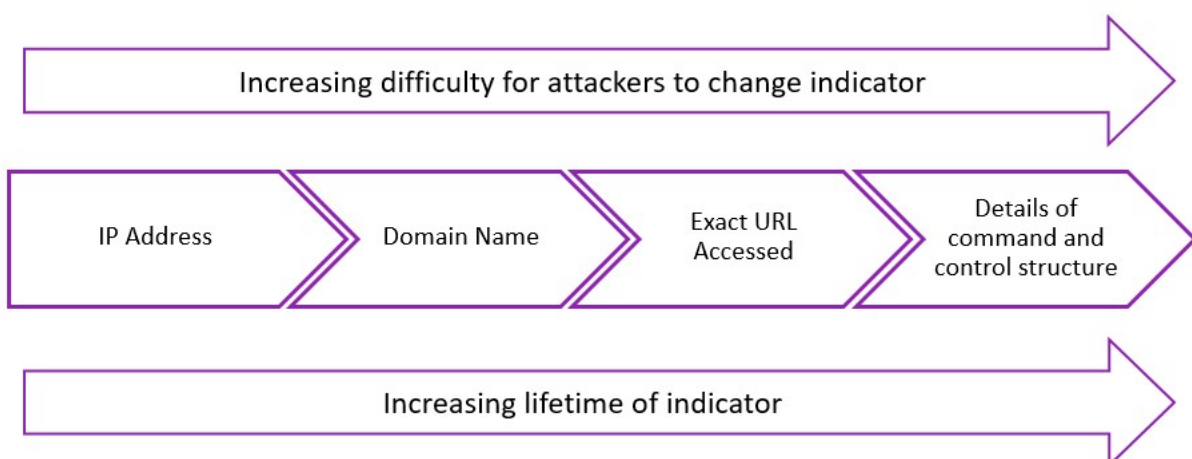 Increasing difficulty for attackers to change indicator
IP Address
Domain Name
Exact URL
Accessed
Details of
command and
control structure
Increasing lifetime of indicator